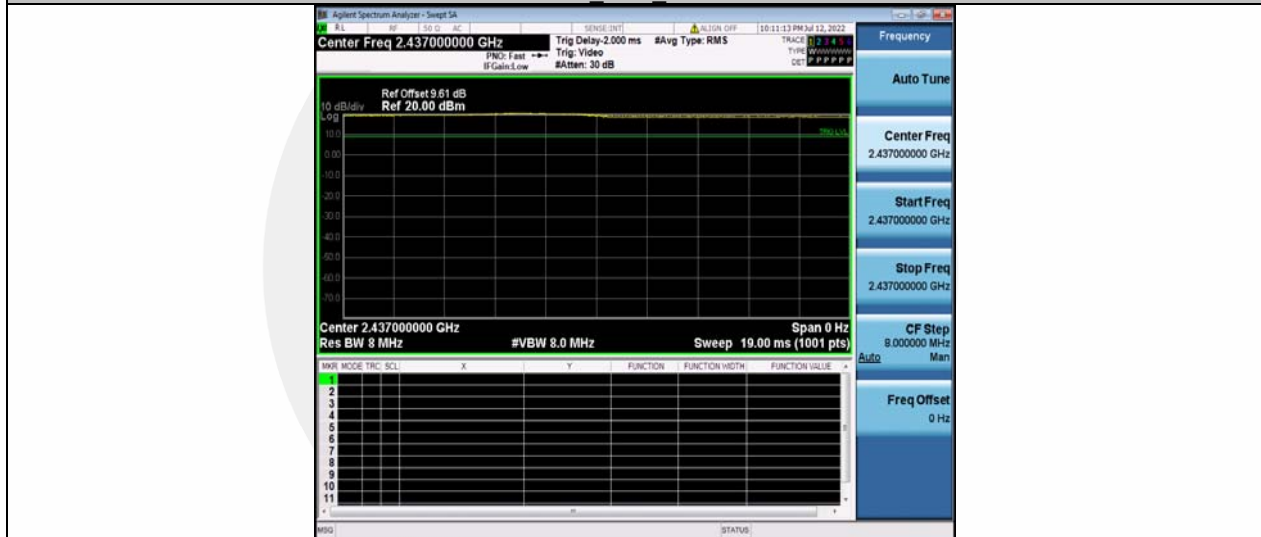 Agilent Spectrum Analyzer - Swept SA
RL RF 50 Ω AC SENSE:INT ALIGN OFF 10:11:13 PM Jul 12, 2022
Center Freq 2.437000000 GHz
PNO: Fast
IFGain:Low
Trig Delay-2.000 ms
Trig: Video
#Atten: 30 dB
#Avg Type: RMS
TRACE 1 2 3 4 5 6
TYPE
DET P P P P P P
Ref Offset 9.61 dB
10 dB/div Ref 20.00 dBm
Log
10.0
TRIG LVL
0.00
-10.0
-20.0
-30.0
-40.0
-50.0
-60.0
-70.0
Center 2.437000000 GHz
Span 0 Hz
Res BW 8 MHz
#VBW 8.0 MHz
Sweep 19.00 ms (1001 pts)
MKR MODE TRC SCL X Y FUNCTION FUNCTION WIDTH FUNCTION VALUE
1
2
3
4
5
6
7
8
9
10
11
MSG
STATUS
Frequency
Auto Tune
Center Freq
2.437000000 GHz
Start Freq
2.437000000 GHz
Stop Freq
2.437000000 GHz
CF Step
8.000000 MHz
Auto Man
Freq Offset
0 Hz